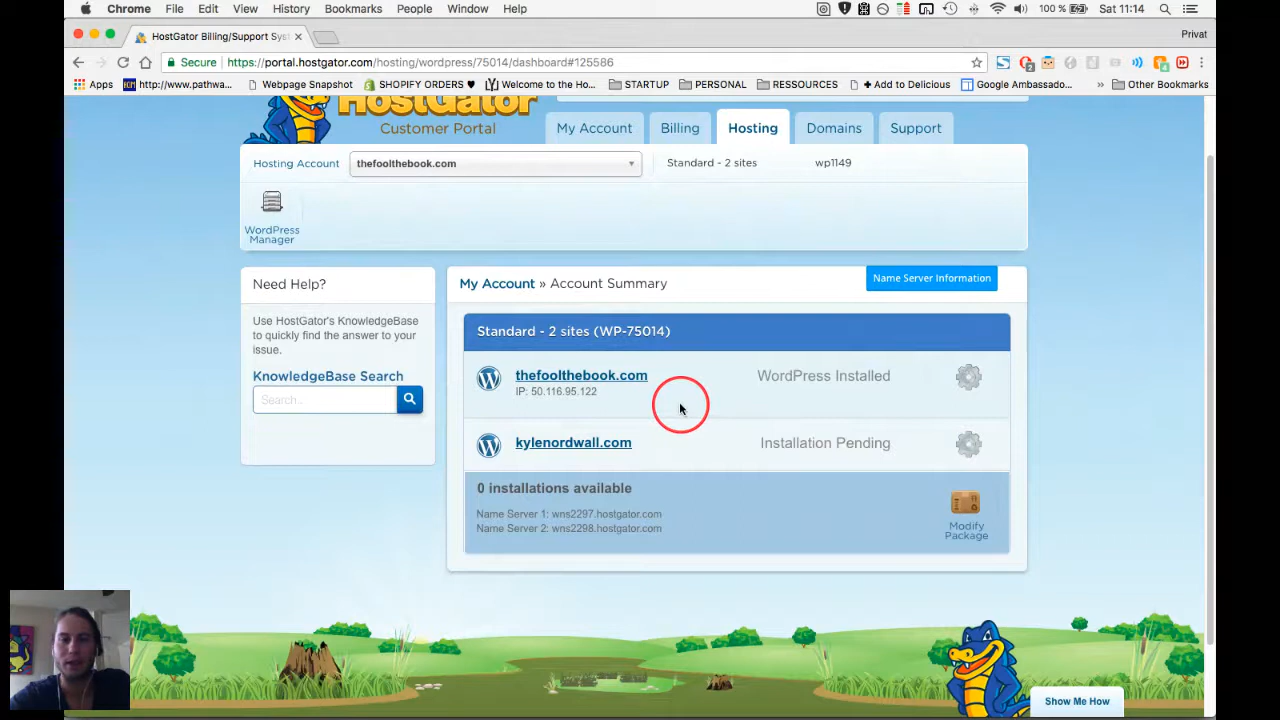 Chrome File Edit View History Bookmarks People Window Help 100 % Sat 11:14
HostGator Billing/Support Sys Privat
Secure https://portal.hostgator.com/hosting/wordpress/75014/dashboard#125586
Apps http://www.pathwa... Webpage Snapshot SHOPIFY ORDERS ♥ Welcome to the Ho... STARTUP PERSONAL RESSOURCES + Add to Delicious Google Ambassado... » Other Bookmarks
HostGator
Customer Portal
My Account Billing Hosting Domains Support
Hosting Account thefoolthebook.com Standard - 2 sites wp1149
WordPress
Manager
Need Help?
Use HostGator's KnowledgeBase
to quickly find the answer to your
issue.
KnowledgeBase Search
Search...
My Account » Account Summary Name Server Information
Standard - 2 sites (WP-75014)
thefoolthebook.com WordPress Installed
IP: 50.116.95.122
kylenordwall.com Installation Pending
0 installations available
Name Server 1: wns2297.hostgator.com
Name Server 2: wns2298.hostgator.com
Modify
Package
Show Me How